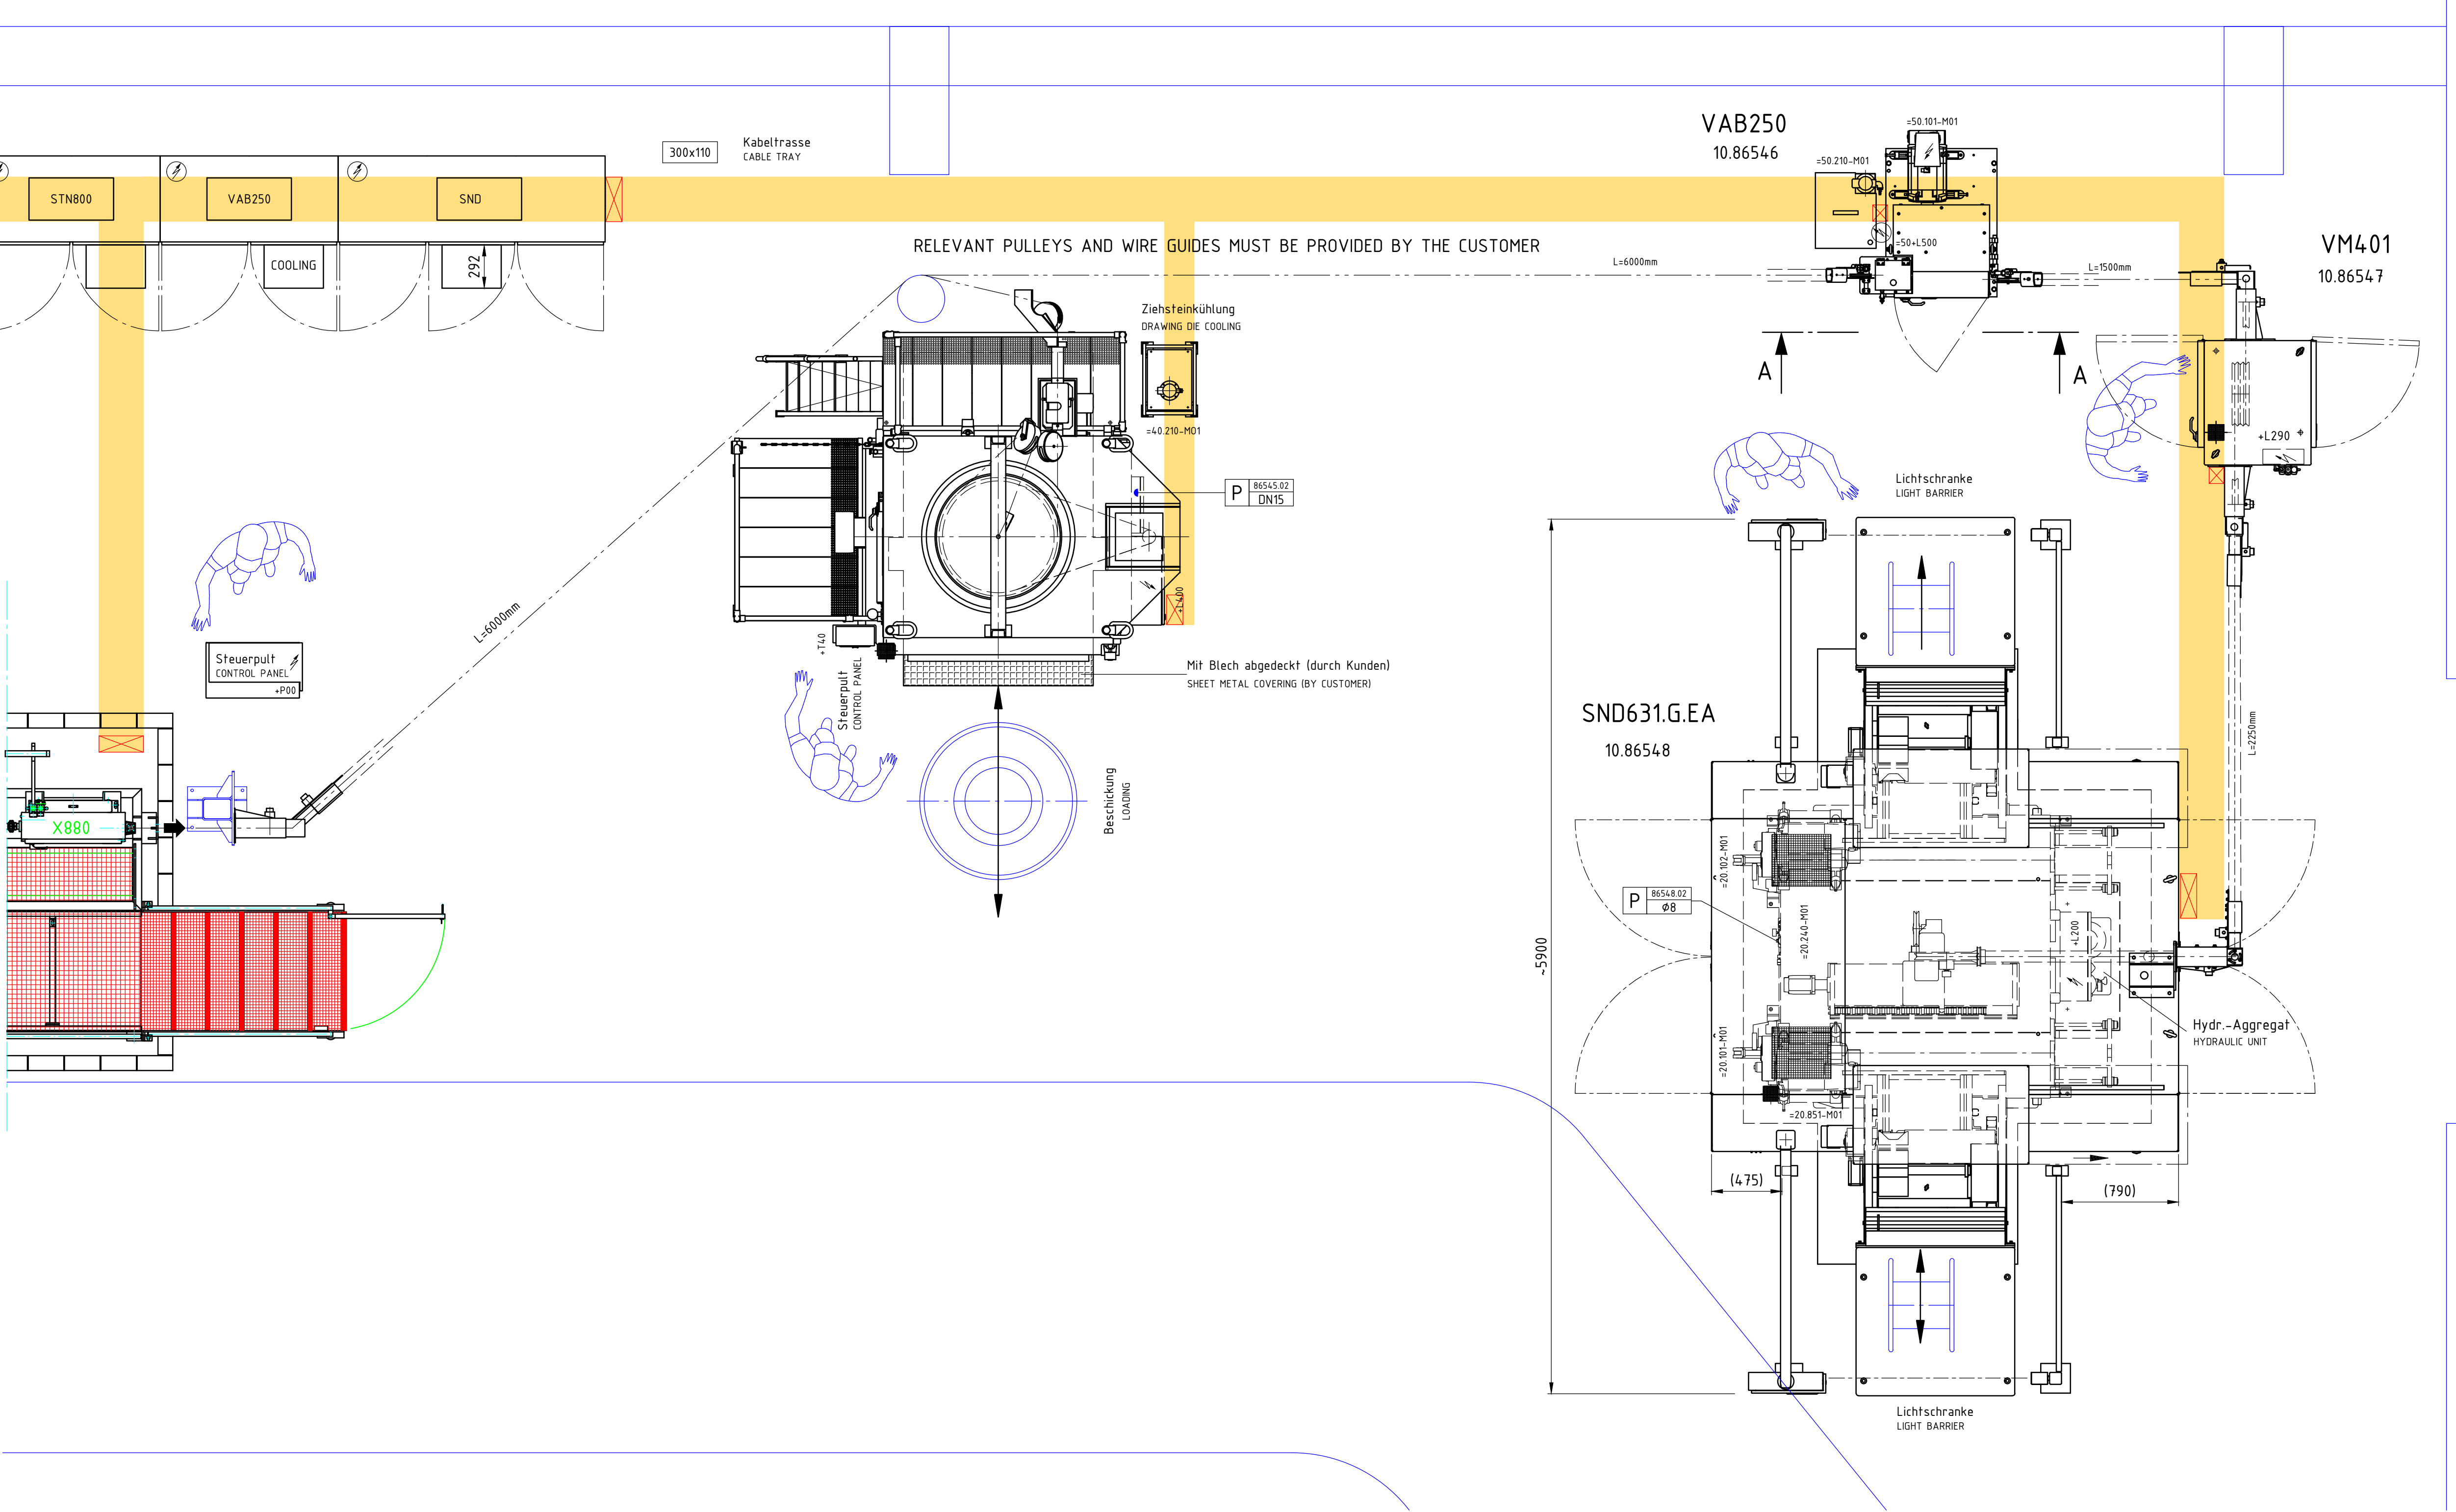 Kabeltrasse
300x110
CABLE TRAY
VAB250
10.86546
=50.101-M01
=50.210-M01
STN800
VAB250
SND
COOLING
292
RELEVANT PULLEYS AND WIRE GUIDES MUST BE PROVIDED BY THE CUSTOMER
=50+L500
L=6000mm
L=1500mm
VM401
10.86547
Ziehsteinkühlung
DRAWING DIE COOLING
=40.210-M01
A
A
+L290
P
86545.02
DN15
Lichtschranke
LIGHT BARRIER
+L400
L=6000mm
+T40
Steuerpult
CONTROL PANEL
Steuerpult
CONTROL PANEL
+P00
Mit Blech abgedeckt (durch Kunden)
SHEET METAL COVERING (BY CUSTOMER)
SND631.G.EA
10.86548
L=2250mm
Beschickung
LOADING
X880
=20.102-M01
P
86548.02
ø8
=20.240-M01
+L200
~5900
Hydr.-Aggregat
HYDRAULIC UNIT
=20.101-M01
=20.851-M01
(475)
(790)
Lichtschranke
LIGHT BARRIER